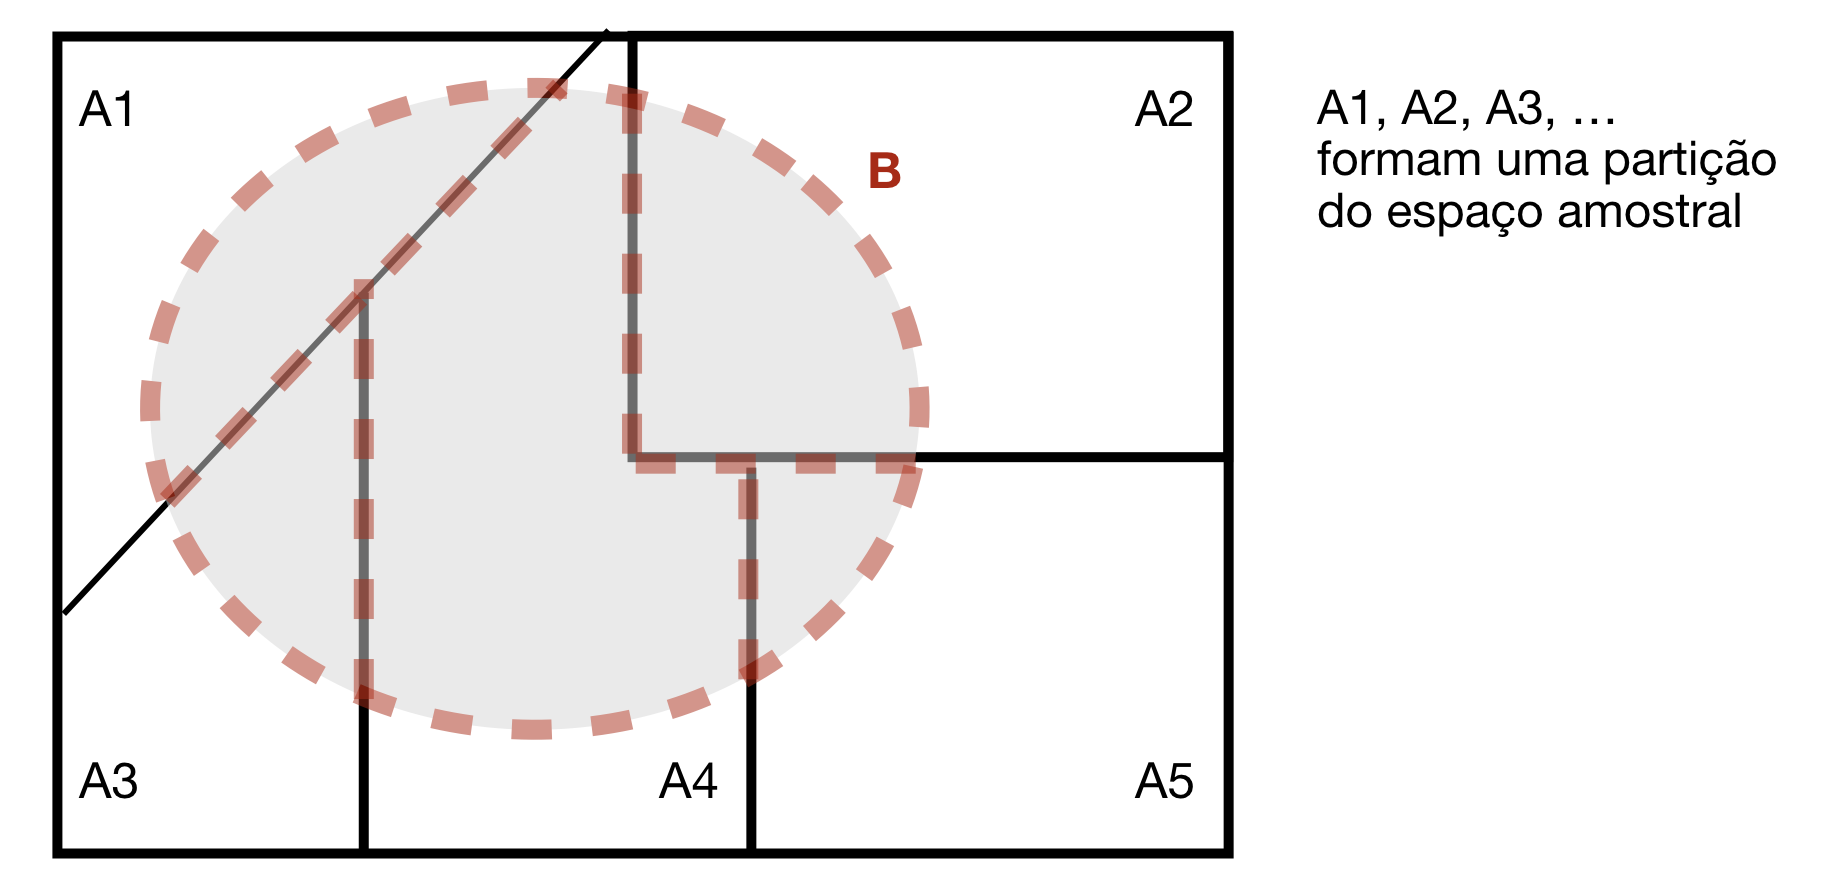 A1
A2
B
A3
A4
A5
A1, A2, A3, …
formam uma partição
do espaço amostral